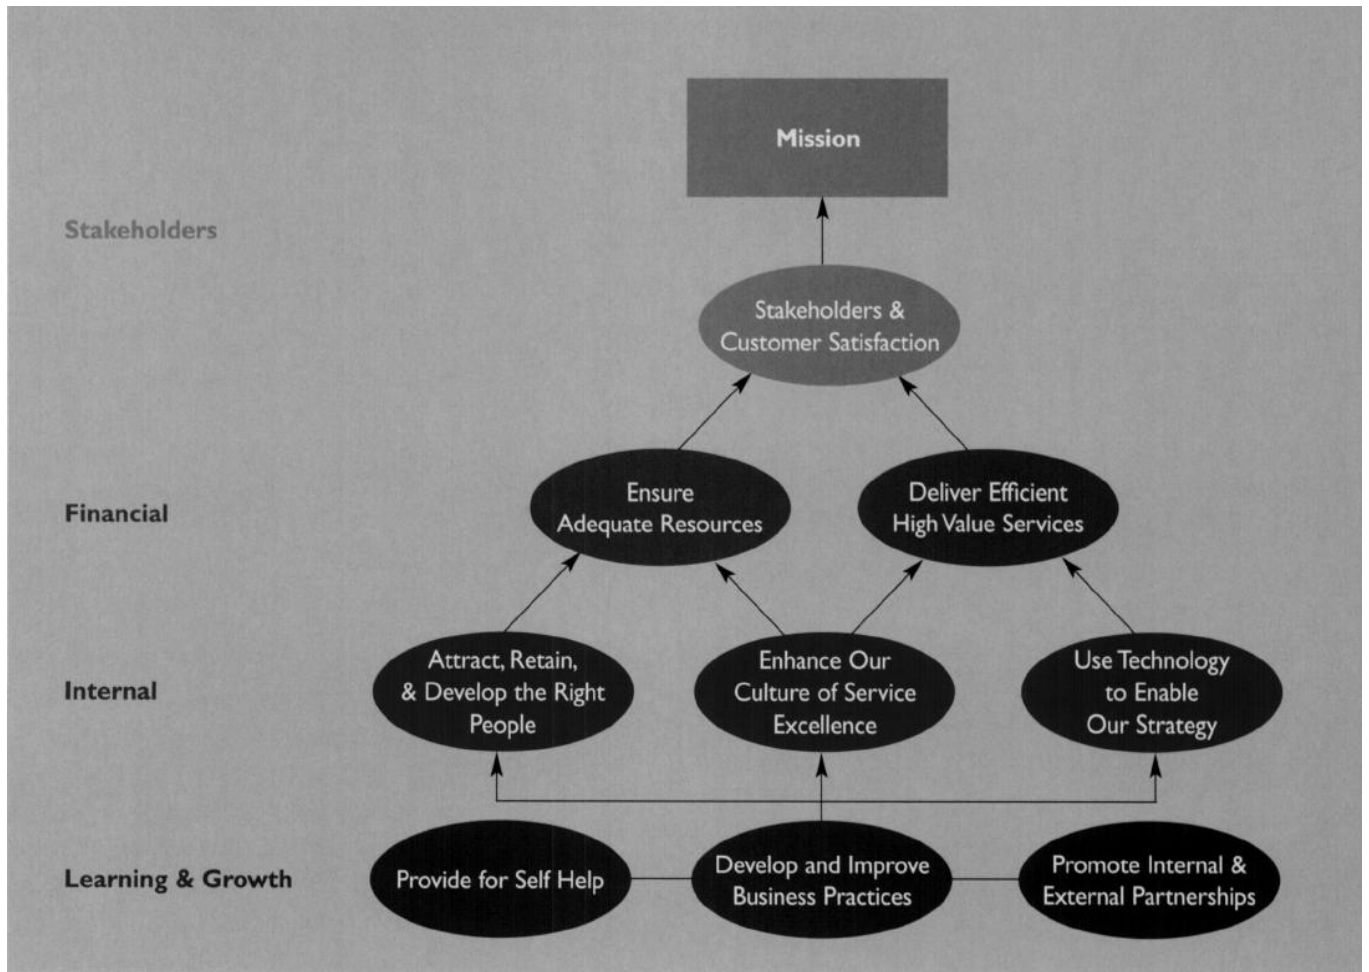 Mission
Stakeholders
Stakeholders &
Customer Satisfaction
Financial
Ensure
Adequate Resources
Deliver Efficient
High Value Services
Internal
Attract, Retain,
& Develop the Right
People
Enhance Our
Culture of Service
Excellence
Use Technology
to Enable
Our Strategy
Learning & Growth
Provide for Self Help
Develop and Improve
Business Practices
Promote Internal &
External Partnerships